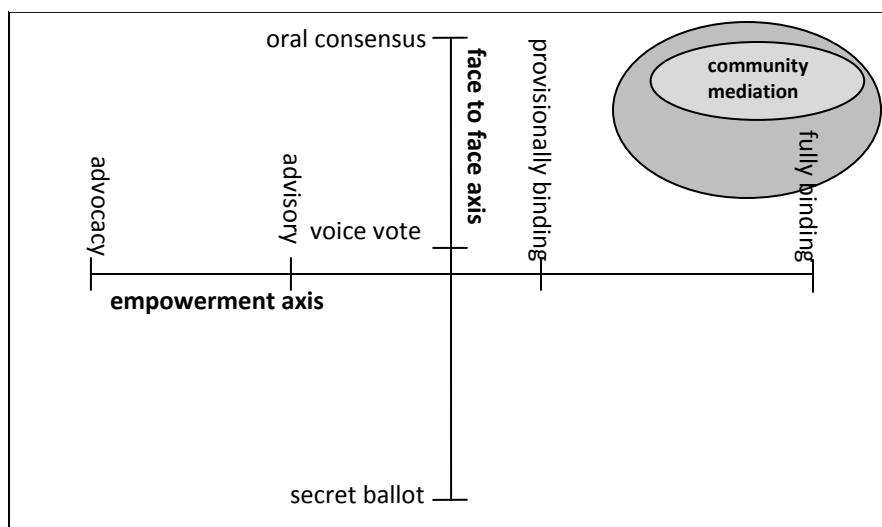 oral consensus
face to face axis
provisionally binding
community
mediation
fully binding
advocacy
advisory
voice vote
empowerment axis
secret ballot